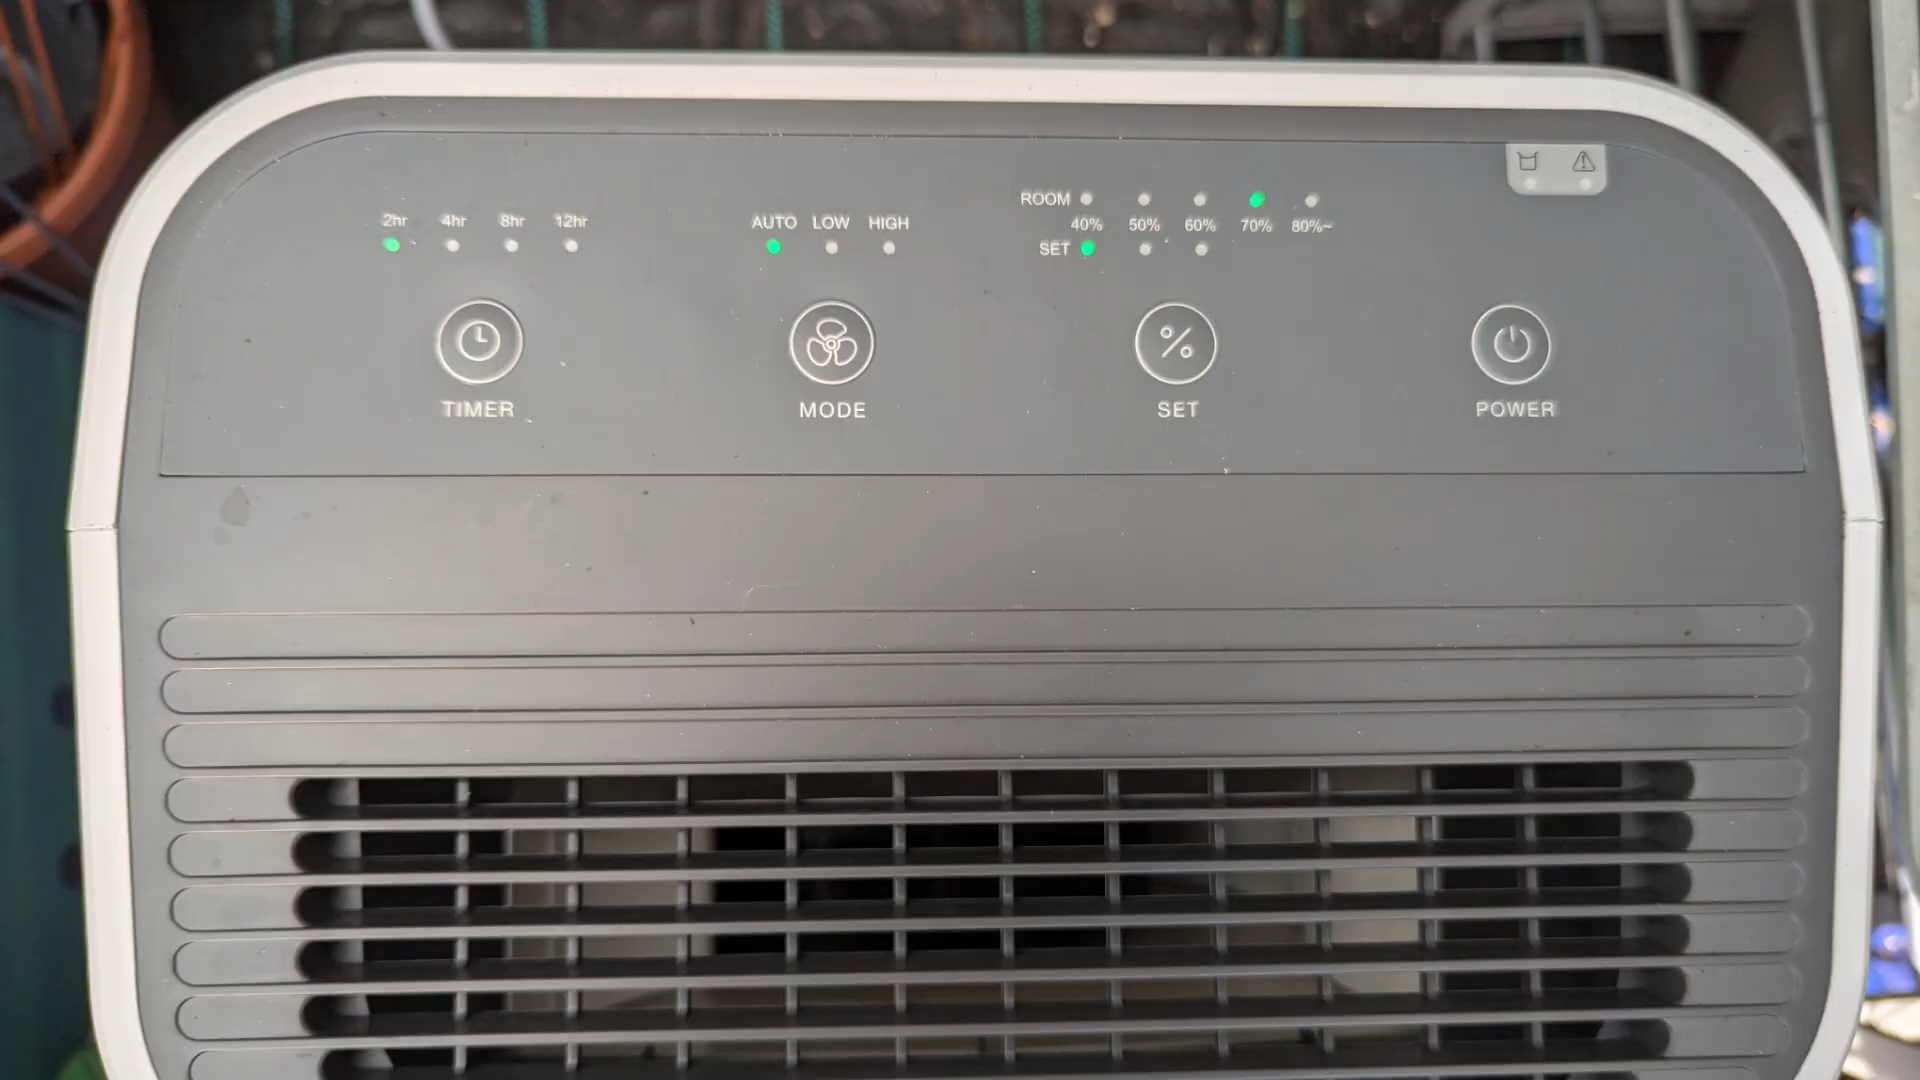 ROOM
2hr 4hr 8hr 12hr
AUTO LOW HIGH
40% 50% 60% 70% 80%~
SET
TIMER
MODE
SET
POWER